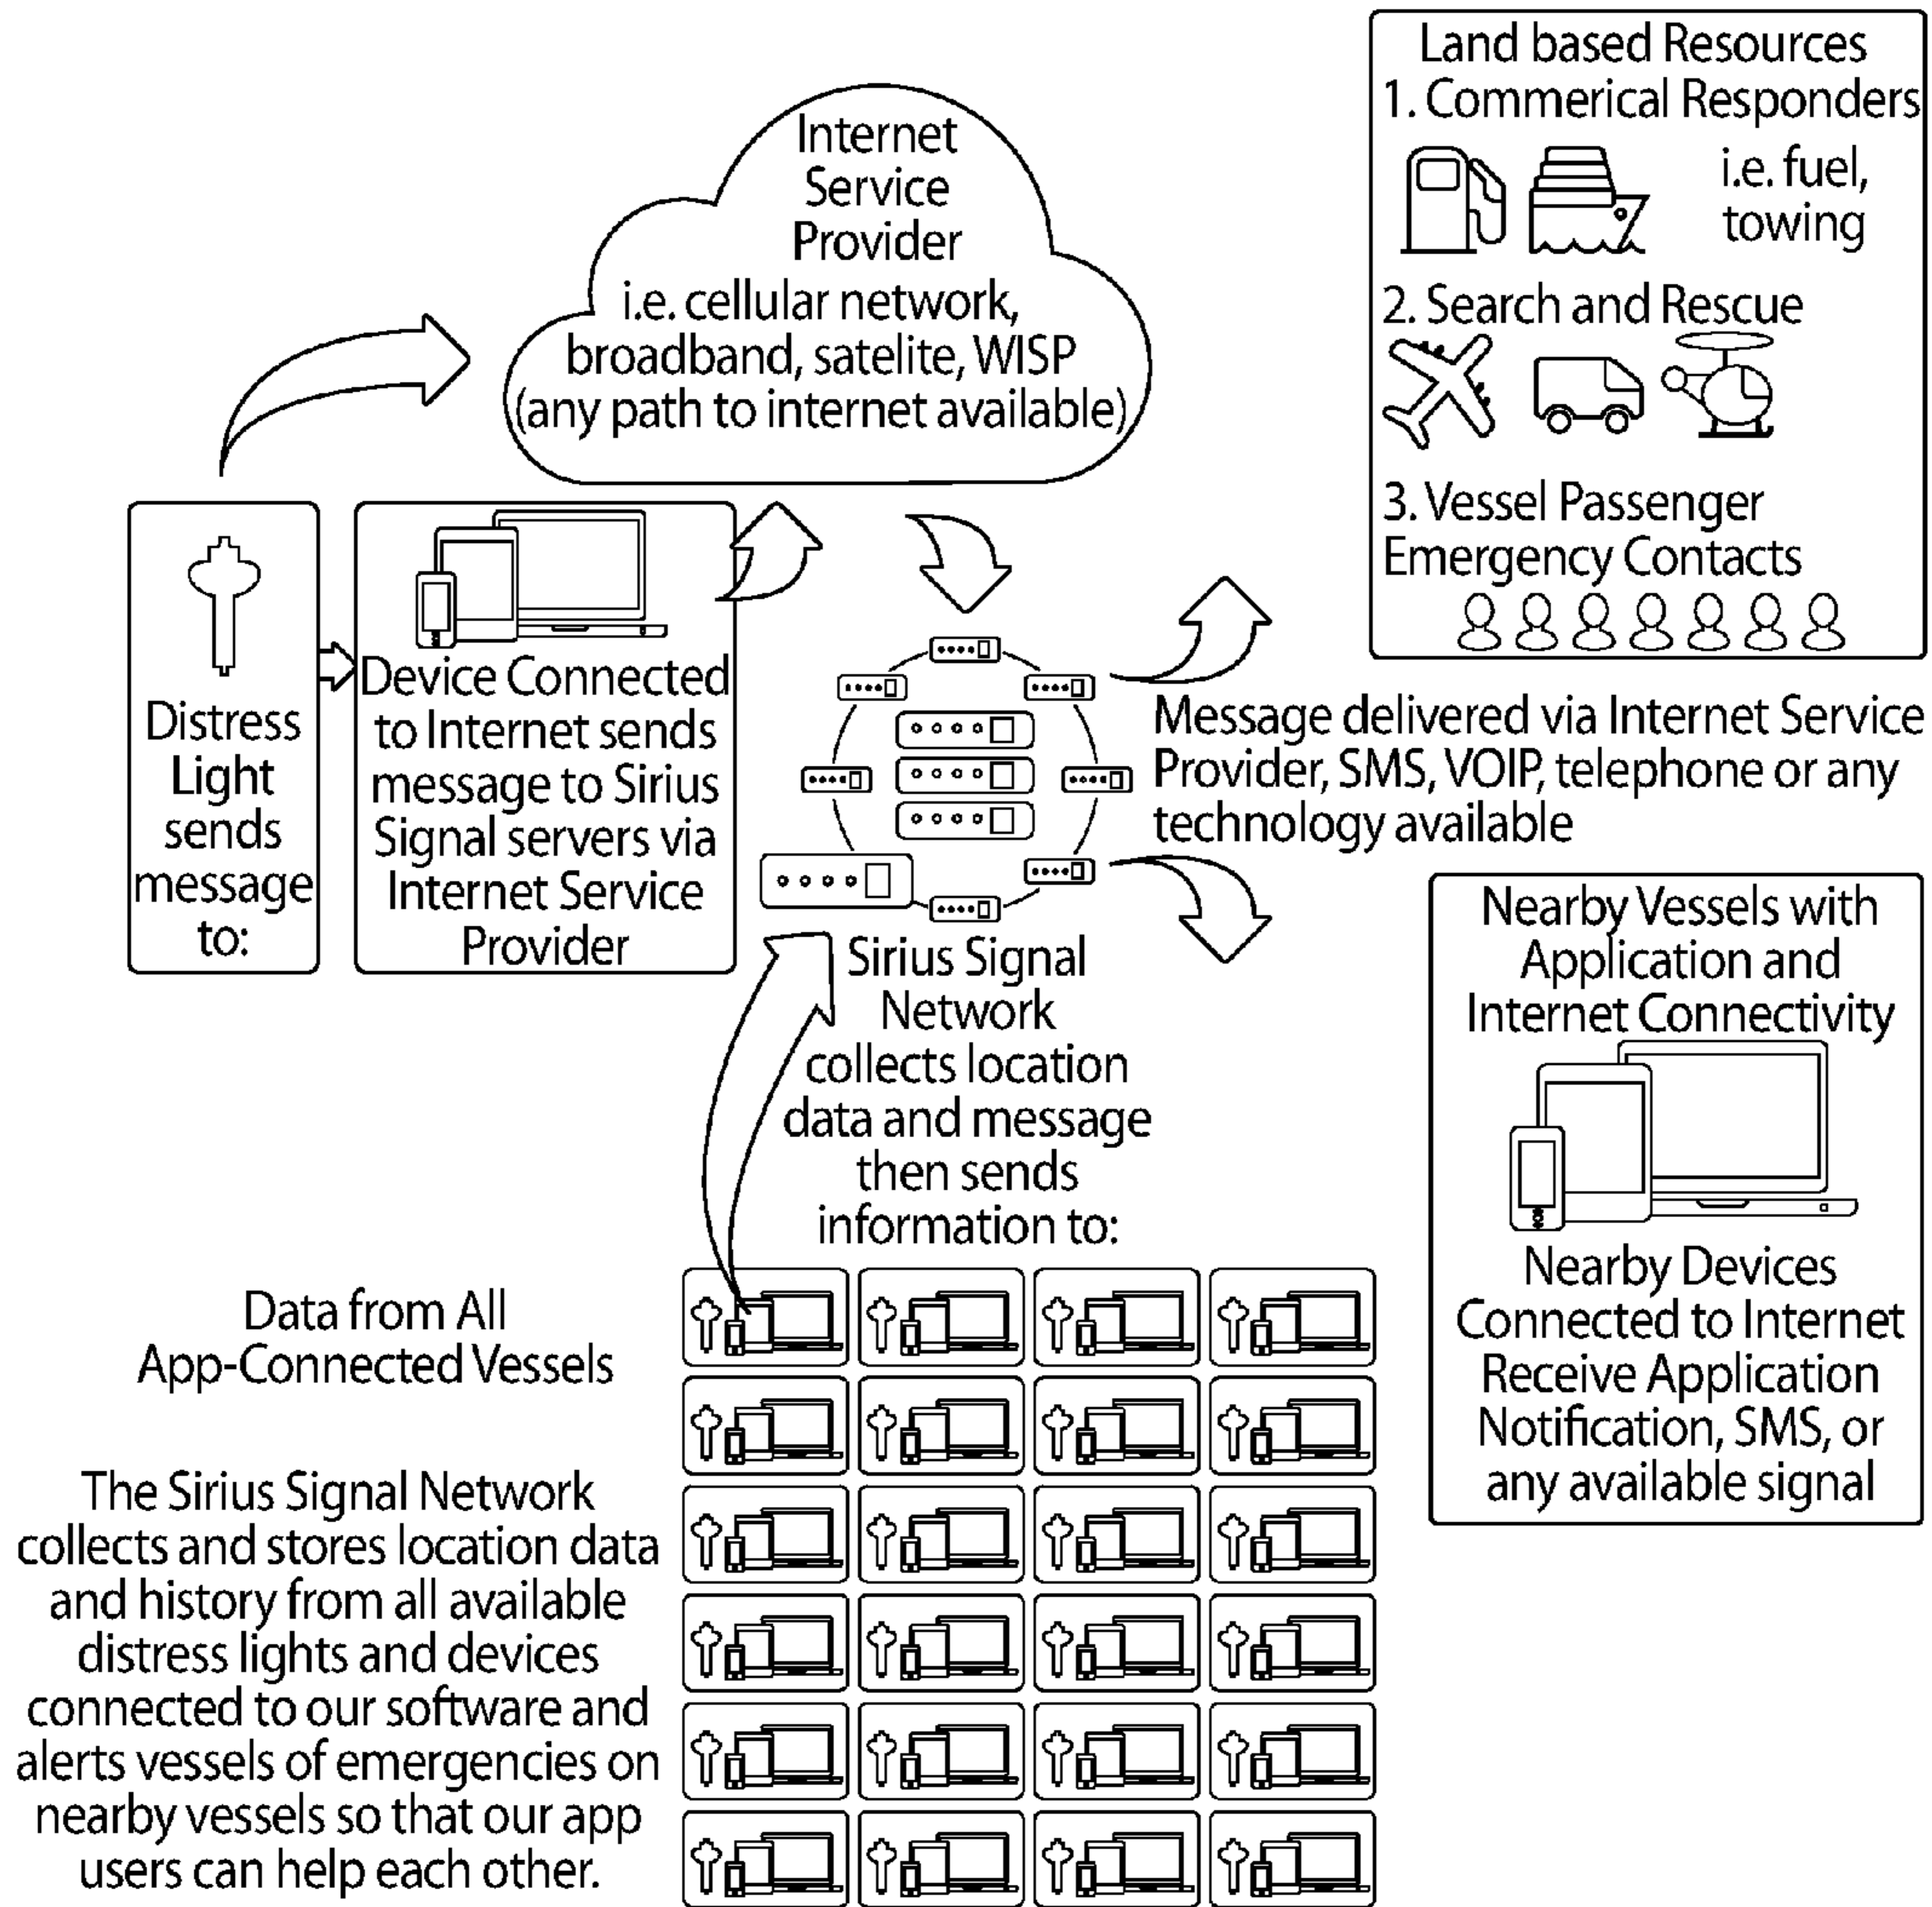 Internet
Service
Provider
i.e. cellular network,
broadband, satelite, WISP
(any path to internet available)
Land based Resources
1. Commerical Responders
i.e. fuel,
towing
2. Search and Rescue
3. Vessel Passenger
Emergency Contacts
Distress
Light
sends
message
to:
Device Connected
to Internet sends
message to Sirius
Signal servers via
Internet Service
Provider
Message delivered via Internet Service
Provider, SMS, VOIP, telephone or any
technology available
Sirius Signal
Network
collects location
data and message
then sends
information to:
Nearby Vessels with
Application and
Internet Connectivity
Nearby Devices
Connected to Internet
Receive Application
Notification, SMS, or
any available signal
Data from All
App-Connected Vessels
The Sirius Signal Network
collects and stores location data
and history from all available
distress lights and devices
connected to our software and
alerts vessels of emergencies on
nearby vessels so that our app
users can help each other.